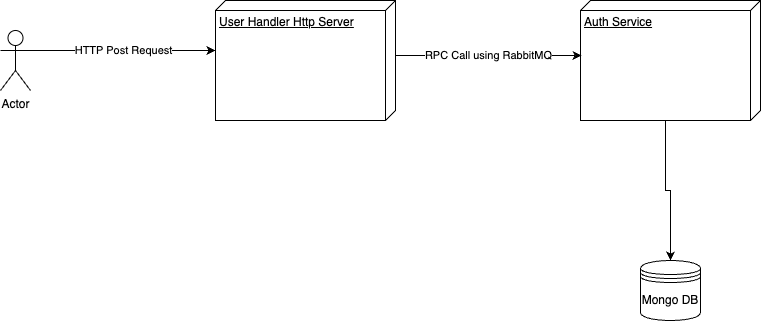 User Handler Http Server
Auth Service
HTTP Post Request
RPC Call using RabbitMQ
Actor
Mongo DB